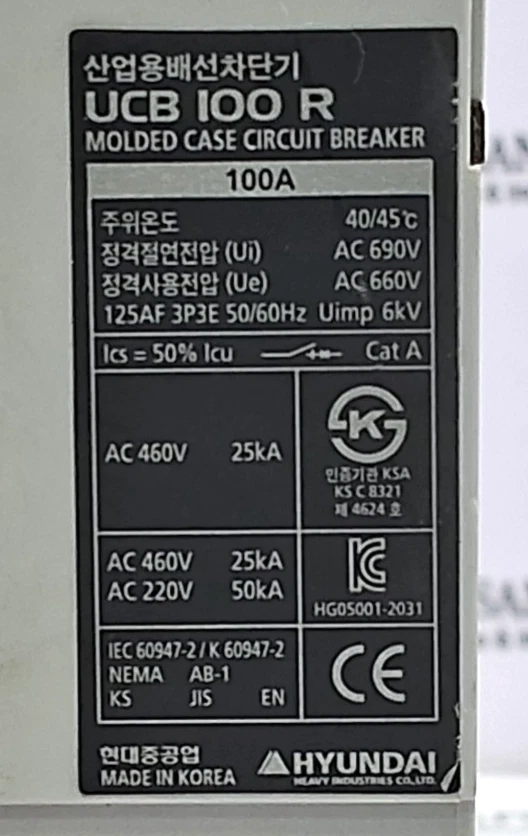 산업용배선차단기
UCB 100 R
MOLDED CASE CIRCUIT BREAKER
100A
주위온도 40/45℃
정격절연전압 (Ui) AC 690V
정격사용전압 (Ue) AC 660V
125AF 3P3E 50/60Hz Uimp 6kV
Ics = 50% Icu Cat A
AC 460V 25kA
K
인증기관 KSA
KS C 8321
제 4624 호
AC 460V 25kA
AC 220V 50kA
KC
HG05001-2031
IEC 60947-2 / K 60947-2
NEMA AB-1
KS JIS EN
CE
현대중공업
MADE IN KOREA
HYUNDAI
HEAVY INDUSTRIES CO.,LTD.